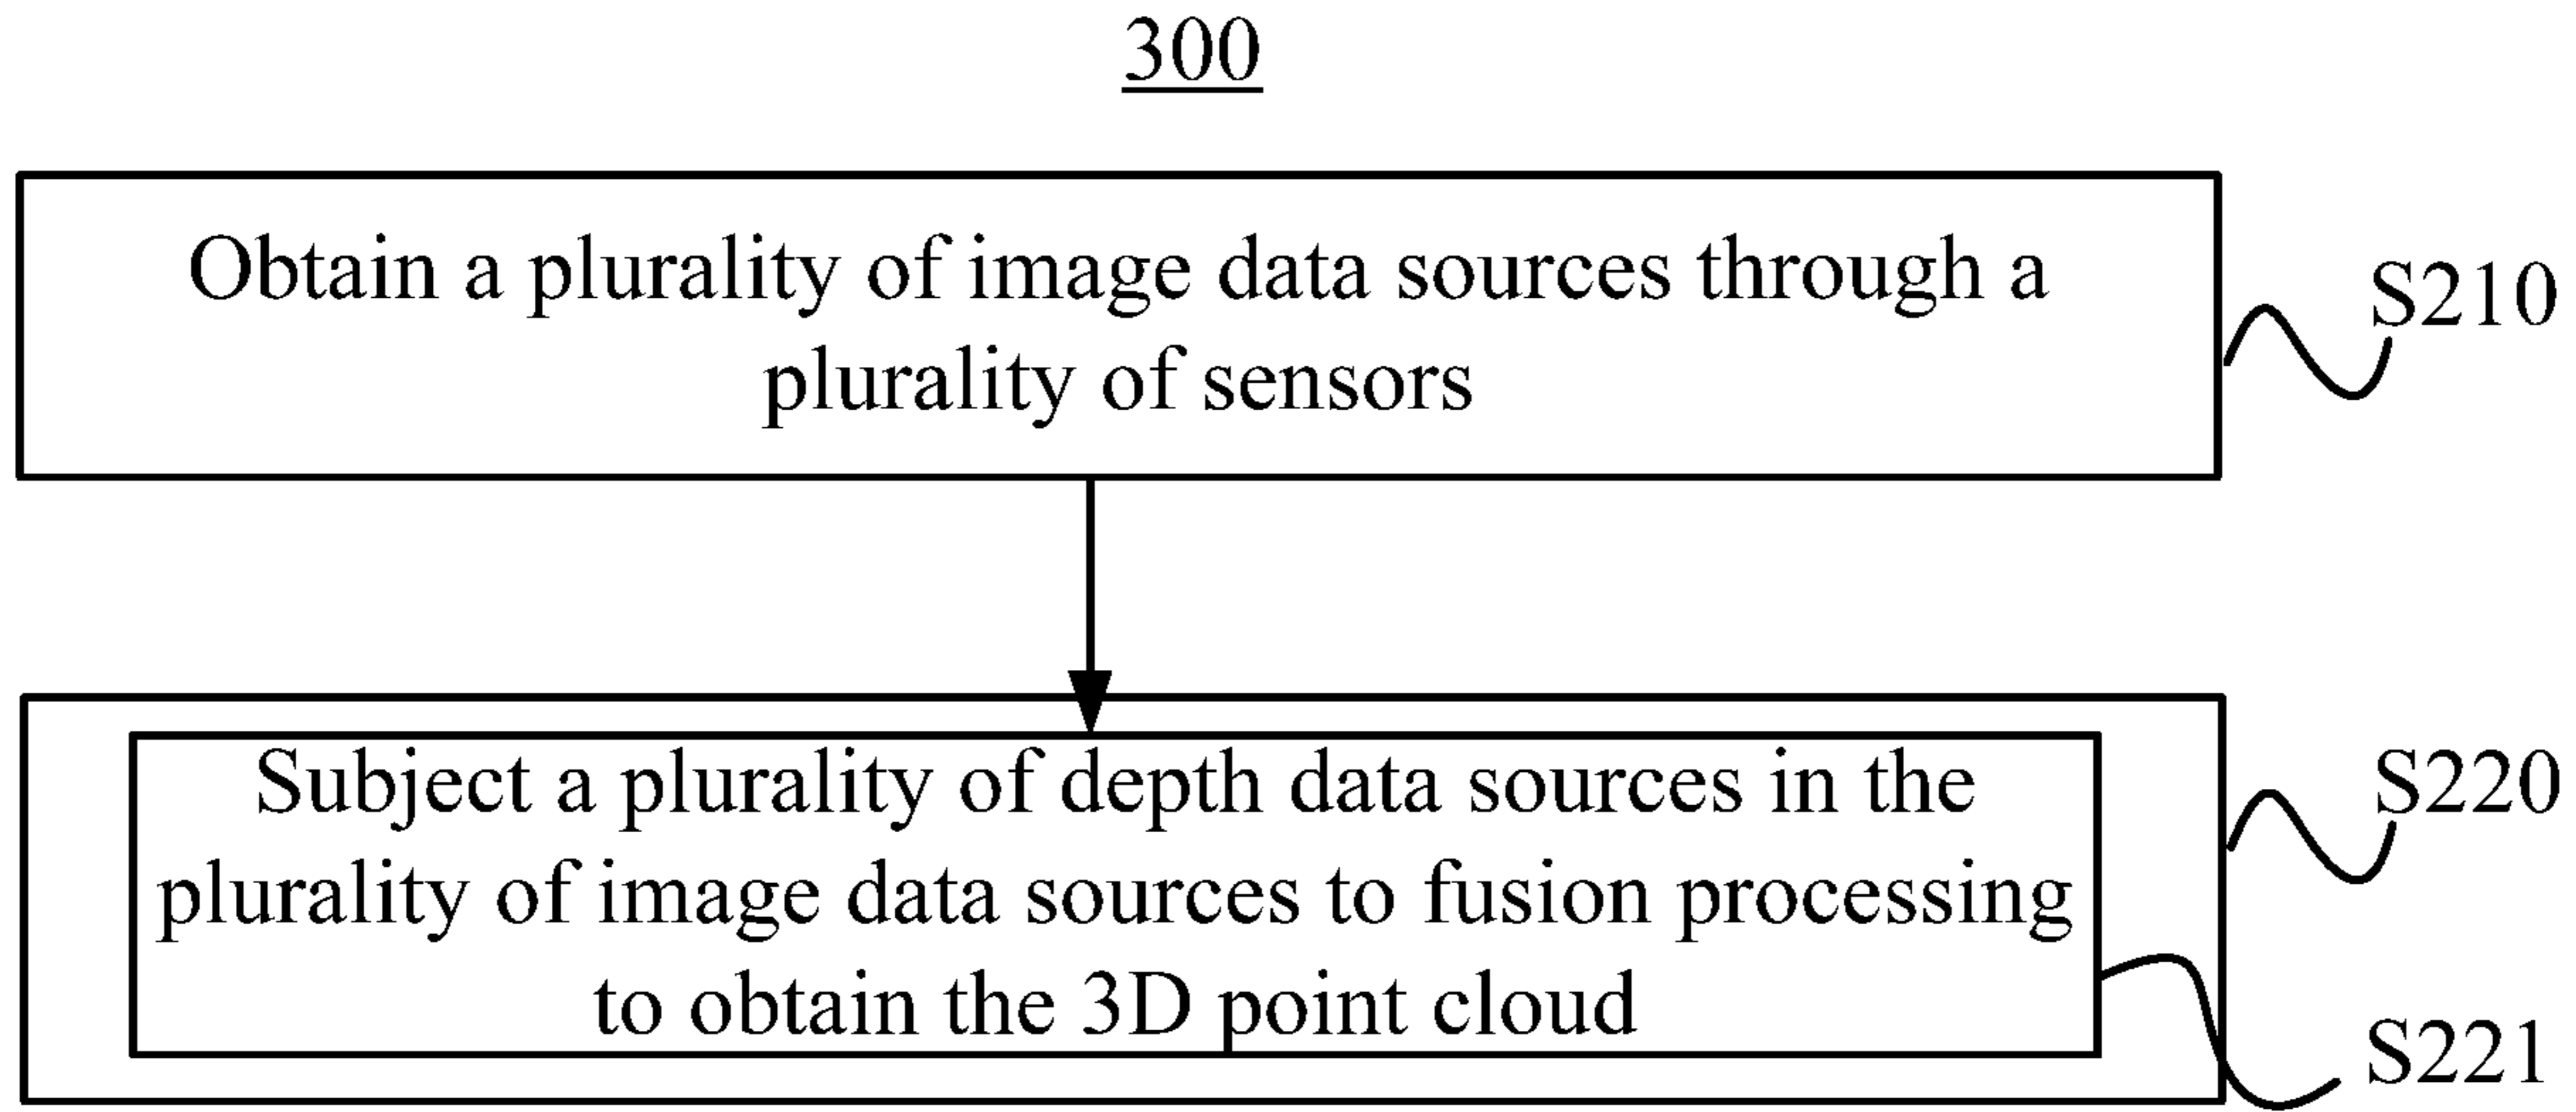 300
Obtain a plurality of image data sources through a
plurality of sensors
S210
Subject a plurality of depth data sources in the
plurality of image data sources to fusion processing
to obtain the 3D point cloud
S220
S221